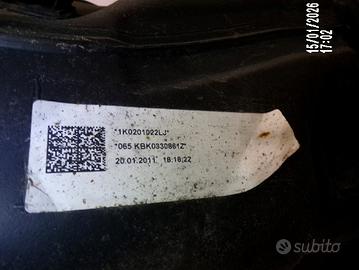 15/01/2026
17:02
*1K0201022LJ*
*065 KBK0330861Z*
20.01.2011 18:18:22
subito